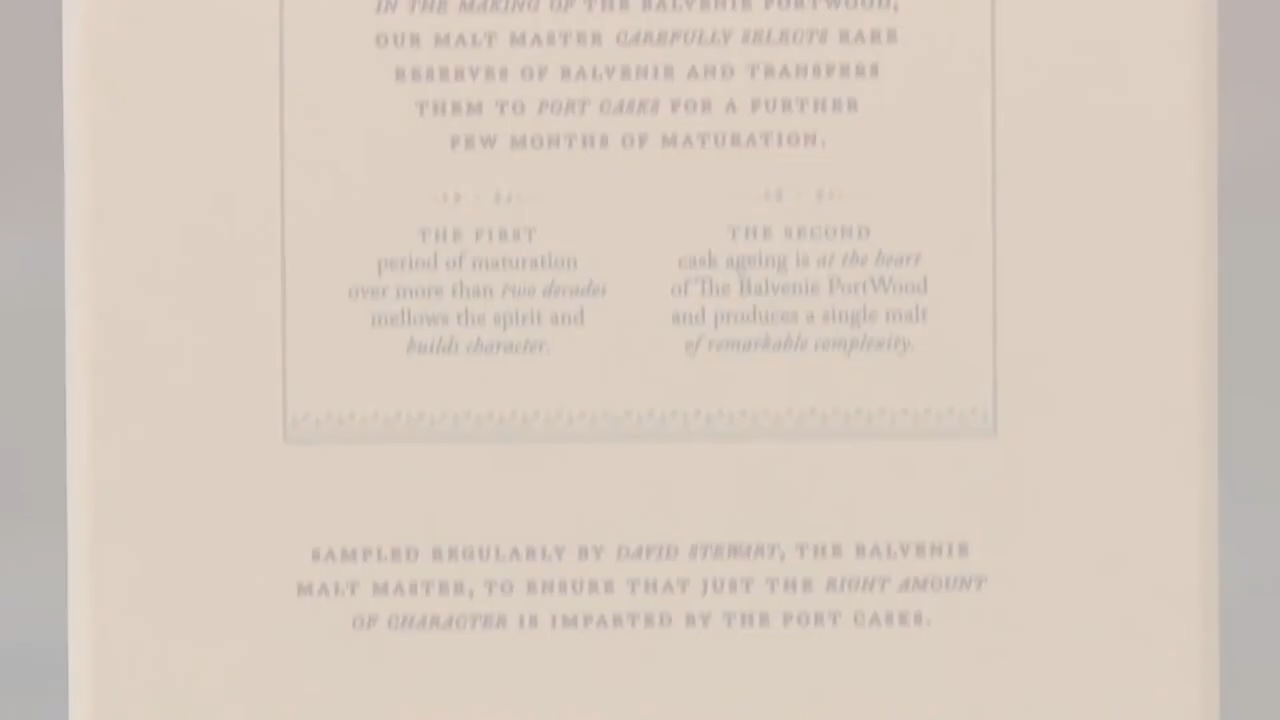 IN THE MAKING OF THE BALVENIE PORTWOOD,
OUR MALT MASTER CAREFULLY SELECTS RARE
RESERVES OF BALVENIE AND TRANSFERS
THEM TO PORT CASKS FOR A FURTHER
FEW MONTHS OF MATURATION.
THE FIRST
period of maturation
over more than two decades
mellows the spirit and
builds character.
THE SECOND
cask ageing is at the heart
of The Balvenie PortWood
and produces a single malt
of remarkable complexity.
SAMPLED REGULARLY BY DAVID STEWART, THE BALVENIE
MALT MASTER, TO ENSURE THAT JUST THE RIGHT AMOUNT
OF CHARACTER IS IMPARTED BY THE PORT CASKS.